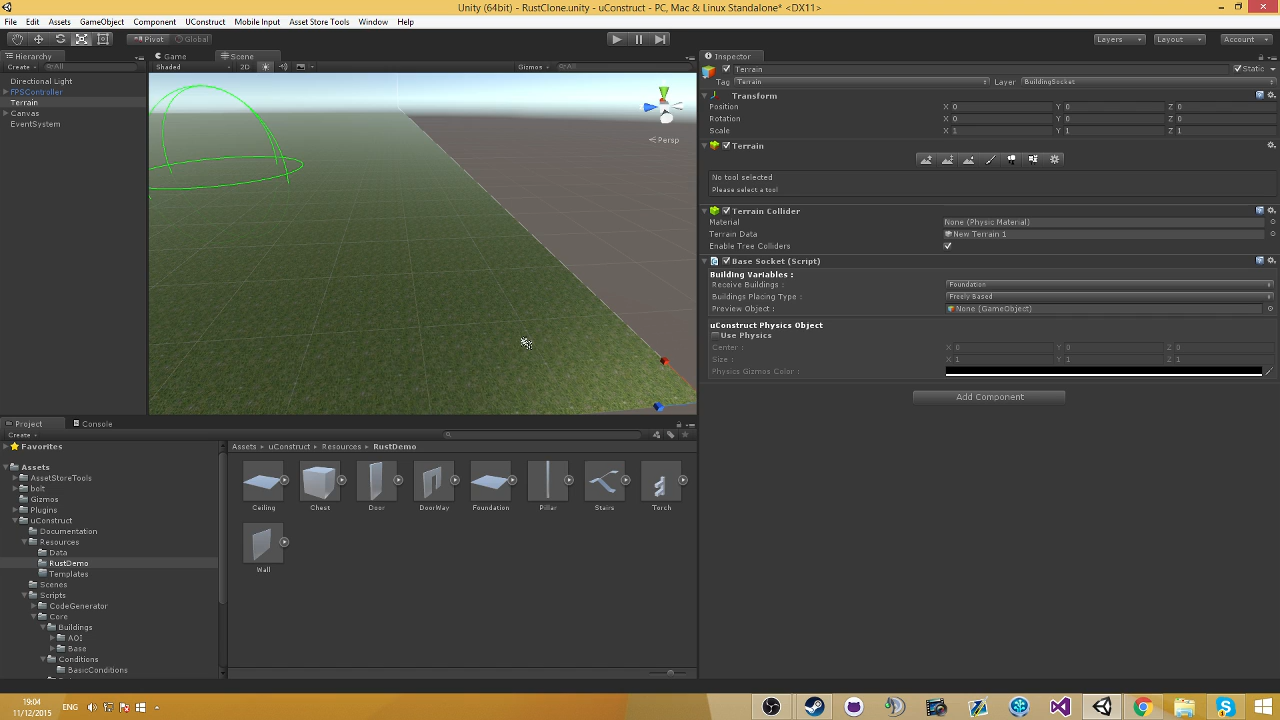 Unity (64bit) - RustClone.unity - uConstruct - PC, Mac & Linux Standalone* <DX11>
File Edit Assets GameObject Component UConstruct Mobile Input Asset Store Tools Window Help
Pivot Global Layers Layout Account
Hierarchy
Create All
Directional Light
FPSController
Terrain
Canvas
EventSystem
Game Scene
Shaded 2D Gizmos All
Persp
Inspector
Terrain Static
Tag Terrain Layer BuildingSocket
Transform
Position X 0 Y 0 Z 0
Rotation X 0 Y 0 Z 0
Scale X 1 Y 1 Z 1
Terrain
No tool selected
Please select a tool
Terrain Collider
Material None (Physic Material)
Terrain Data New Terrain 1
Enable Tree Colliders
Base Socket (Script)
Building Variables :
Receive Buildings : Foundation
Buildings Placing Type : Freely Based
Preview Object : None (GameObject)
uConstruct Physics Object
Use Physics
Center : X 0 Y 0 Z 0
Size : X 1 Y 1 Z 1
Physics Gizmos Color :
Add Component
Project Console
Create
Favorites
Assets
AssetStoreTools
bolt
Gizmos
Plugins
uConstruct
Documentation
Resources
Data
RustDemo
Templates
Scenes
Scripts
CodeGenerator
Core
Buildings
AOI
Base
Conditions
BasicConditions
Assets uConstruct Resources RustDemo
Ceiling Chest Door DoorWay Foundation Pillar Stairs Torch
Wall
19:04
11/12/2015
ENG